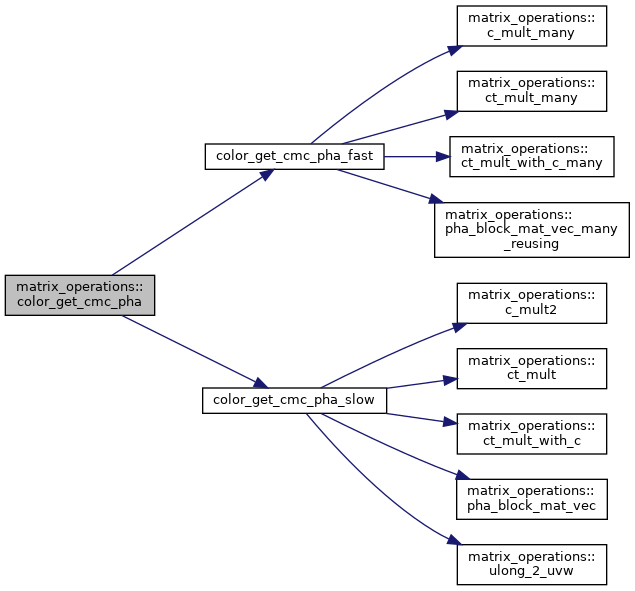 matrix_operations::
color_get_cmc_pha
color_get_cmc_pha_fast
matrix_operations::
c_mult_many
matrix_operations::
ct_mult_many
matrix_operations::
ct_mult_with_c_many
matrix_operations::
pha_block_mat_vec_many
_reusing
color_get_cmc_pha_slow
matrix_operations::
c_mult2
matrix_operations::
ct_mult
matrix_operations::
ct_mult_with_c
matrix_operations::
pha_block_mat_vec
matrix_operations::
ulong_2_uvw